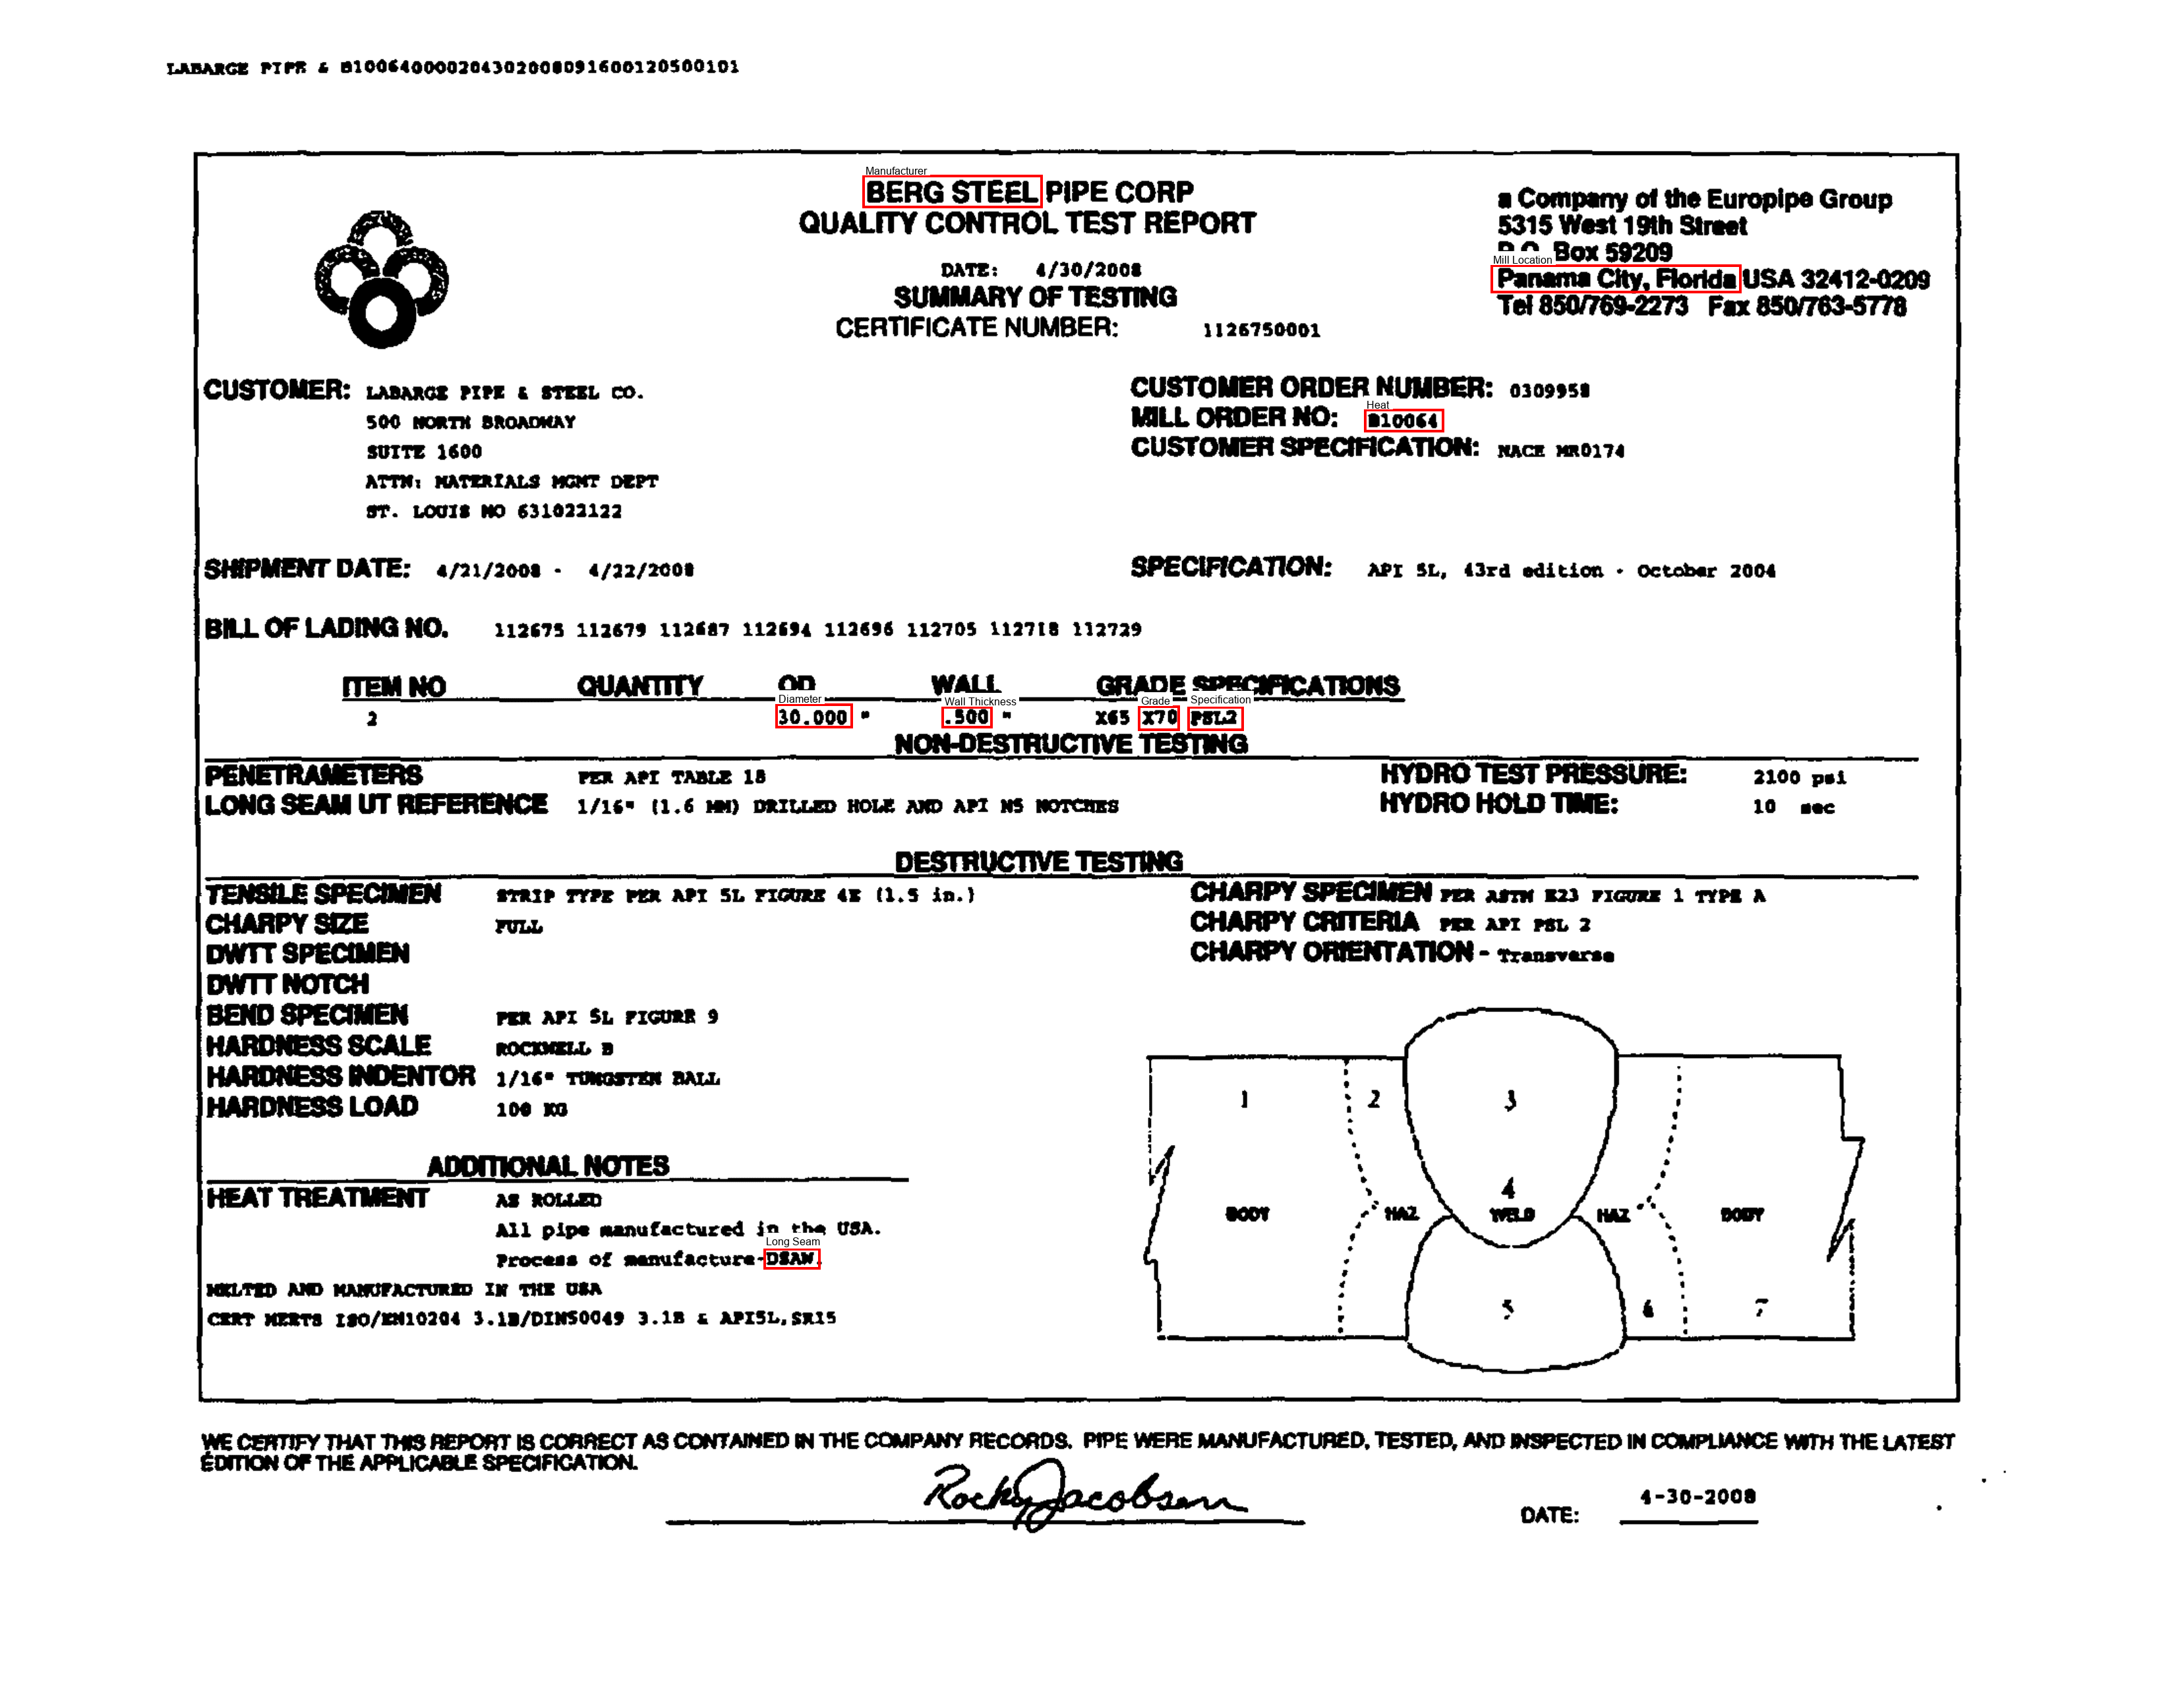 LABARGE PIPE & B100640000204302008091600120500101
Manufacturer
BERG STEEL PIPE CORP
QUALITY CONTROL TEST REPORT
DATE: 4/30/2008
SUMMARY OF TESTING
CERTIFICATE NUMBER: 1126750001
a Company of the Europipe Group
5315 West 19th Street
P.O. Box 59209
Mill Location
Panama City, Florida USA 32412-0209
Tel 850/769-2273 Fax 850/763-5778
CUSTOMER: LABARGE PIPE & STEEL CO.
500 NORTH BROADWAY
SUITE 1600
ATTN: MATERIALS MGMT DEPT
ST. LOUIS MO 631022122
CUSTOMER ORDER NUMBER: 0309958
Heat
MILL ORDER NO: B10064
CUSTOMER SPECIFICATION: NACE MR0174
SHIPMENT DATE: 4/21/2008 - 4/22/2008
SPECIFICATION: API 5L, 43rd edition - October 2004
BILL OF LADING NO. 112675 112679 112687 112694 112696 112705 112718 112729
ITEM NO QUANTITY OD WALL GRADE SPECIFICATIONS
Diameter Wall Thickness Grade Specification
2 30.000 " .500 " X65 X70 PSL2
NON-DESTRUCTIVE TESTING
PENETRAMETERS PER API TABLE 18
HYDRO TEST PRESSURE: 2100 psi
LONG SEAM UT REFERENCE 1/16" (1.6 MM) DRILLED HOLE AND API N5 NOTCHES
HYDRO HOLD TIME: 10 sec
DESTRUCTIVE TESTING
TENSILE SPECIMEN STRIP TYPE PER API 5L FIGURE 4E (1.5 in.)
CHARPY SIZE FULL
DWTT SPECIMEN
DWTT NOTCH
BEND SPECIMEN PER API 5L FIGURE 9
HARDNESS SCALE ROCKWELL B
HARDNESS INDENTOR 1/16" TUNGSTEN BALL
HARDNESS LOAD 100 KG
CHARPY SPECIMEN PER ASTM E23 FIGURE 1 TYPE A
CHARPY CRITERIA PER API PSL 2
CHARPY ORIENTATION - Transverse
1 2 3
4
BODY HAZ WELD HAZ BODY
5 6 7
ADDITIONAL NOTES
HEAT TREATMENT AS ROLLED
All pipe manufactured in the USA.
Long Seam
Process of manufacture-DSAW.
MELTED AND MANUFACTURED IN THE USA
CERT MEETS ISO/EN10204 3.1B/DIN50049 3.1B & API5L,SR15
WE CERTIFY THAT THIS REPORT IS CORRECT AS CONTAINED IN THE COMPANY RECORDS. PIPE WERE MANUFACTURED, TESTED, AND INSPECTED IN COMPLIANCE WITH THE LATEST
EDITION OF THE APPLICABLE SPECIFICATION.
Rocky Jacobsen
DATE: 4-30-2008